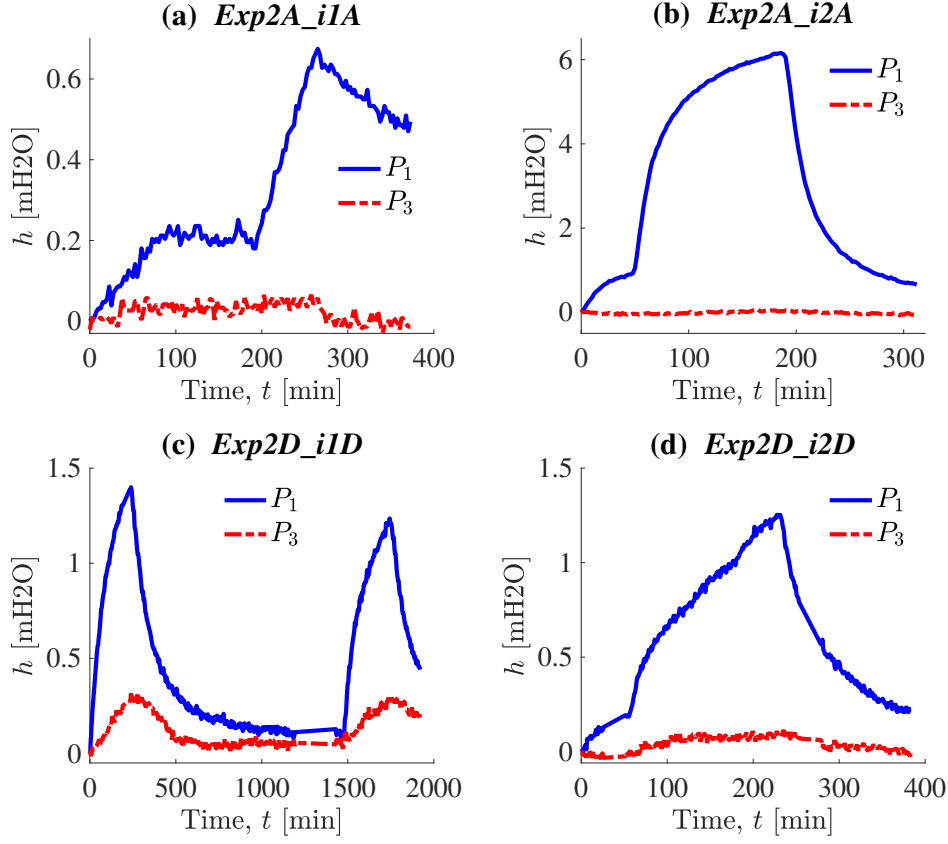 (a) Exp2A_i1A
h [mH2O]
0.6
0.4
0.2
0
P1
P3
0 100 200 300 400
Time, t [min]
(b) Exp2A_i2A
h [mH2O]
6
4
2
0
P1
P3
0 100 200 300
Time, t [min]
(c) Exp2D_i1D
h [mH2O]
1.5
1
0.5
0
P1
P3
0 500 1000 1500 2000
Time, t [min]
(d) Exp2D_i2D
h [mH2O]
1.5
1
0.5
0
P1
P3
0 100 200 300 400
Time, t [min]